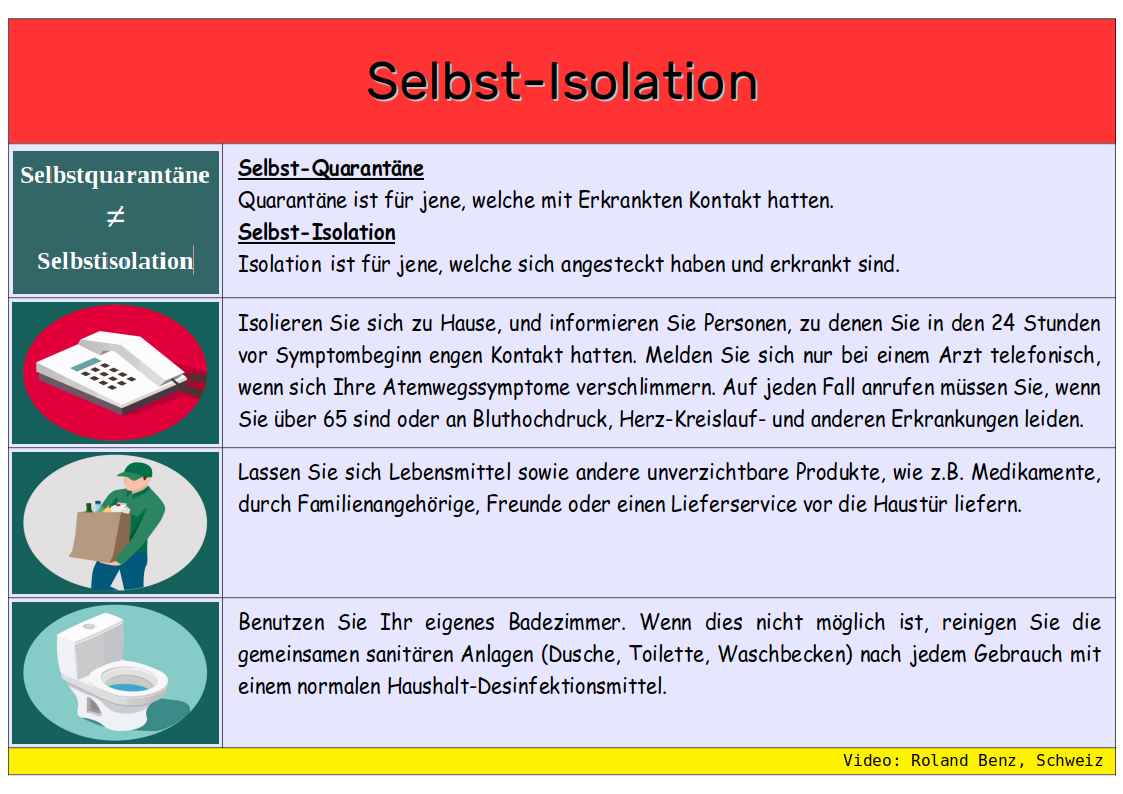 Selbst-Isolation
Selbstquarantäne
≠
Selbstisolation
Selbst-Quarantäne
Quarantäne ist für jene, welche mit Erkrankten Kontakt hatten.
Selbst-Isolation
Isolation ist für jene, welche sich angesteckt haben und erkrankt sind.
Isolieren Sie sich zu Hause, und informieren Sie Personen, zu denen Sie in den 24 Stunden
vor Symptombeginn engen Kontakt hatten. Melden Sie sich nur bei einem Arzt telefonisch,
wenn sich Ihre Atemwegssymptome verschlimmern. Auf jeden Fall anrufen müssen Sie, wenn
Sie über 65 sind oder an Bluthochdruck, Herz-Kreislauf- und anderen Erkrankungen leiden.
Lassen Sie sich Lebensmittel sowie andere unverzichtbare Produkte, wie z.B. Medikamente,
durch Familienangehörige, Freunde oder einen Lieferservice vor die Haustür liefern.
Benutzen Sie Ihr eigenes Badezimmer. Wenn dies nicht möglich ist, reinigen Sie die
gemeinsamen sanitären Anlagen (Dusche, Toilette, Waschbecken) nach jedem Gebrauch mit
einem normalen Haushalt-Desinfektionsmittel.
Video: Roland Benz, Schweiz